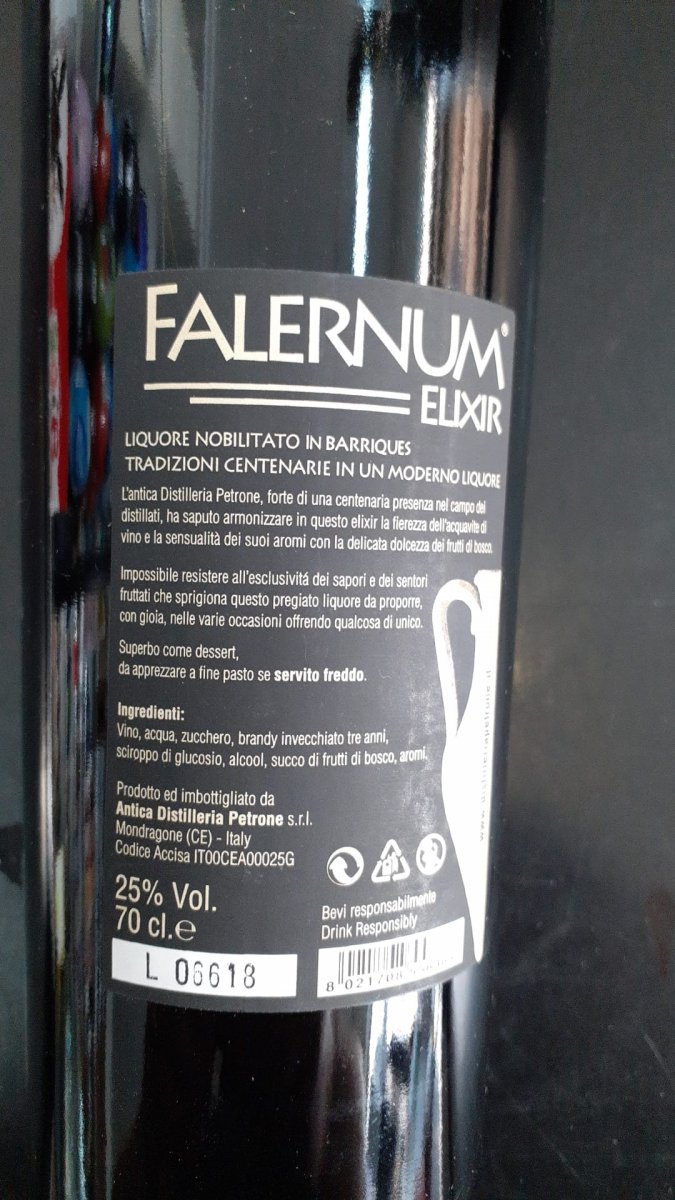 FALERNUM®
ELIXIR
LIQUORE NOBILITATO IN BARRIQUES
TRADIZIONI CENTENARIE IN UN MODERNO LIQUORE
L'antica Distilleria Petrone, forte di una centenaria presenza nel campo dei
distillati, ha saputo armonizzare in questo elixir la fierezza dell'acquavite di
vino e la sensualità dei suoi aromi con la delicata dolcezza dei frutti di bosco.
Impossibile resistere all'esclusivitá dei sapori e dei sentori
fruttati che sprigiona questo pregiato liquore da proporre,
con gioia, nelle varie occasioni offrendo qualcosa di unico.
Superbo come dessert,
da apprezzare a fine pasto se servito freddo.
Ingredienti:
Vino, acqua, zucchero, brandy invecchiato tre anni,
sciroppo di glucosio, alcool, succo di frutti di bosco, aromi.
Prodotto ed imbottigliato da
Antica Distilleria Petrone s.r.l.
Mondragone (CE) - Italy
Codice Accisa IT00CEA00025G
25% Vol.
70 cl.e
L 06618
Bevi responsabilmente
Drink Responsibly
8 021708
www.distilleriapetrone.it